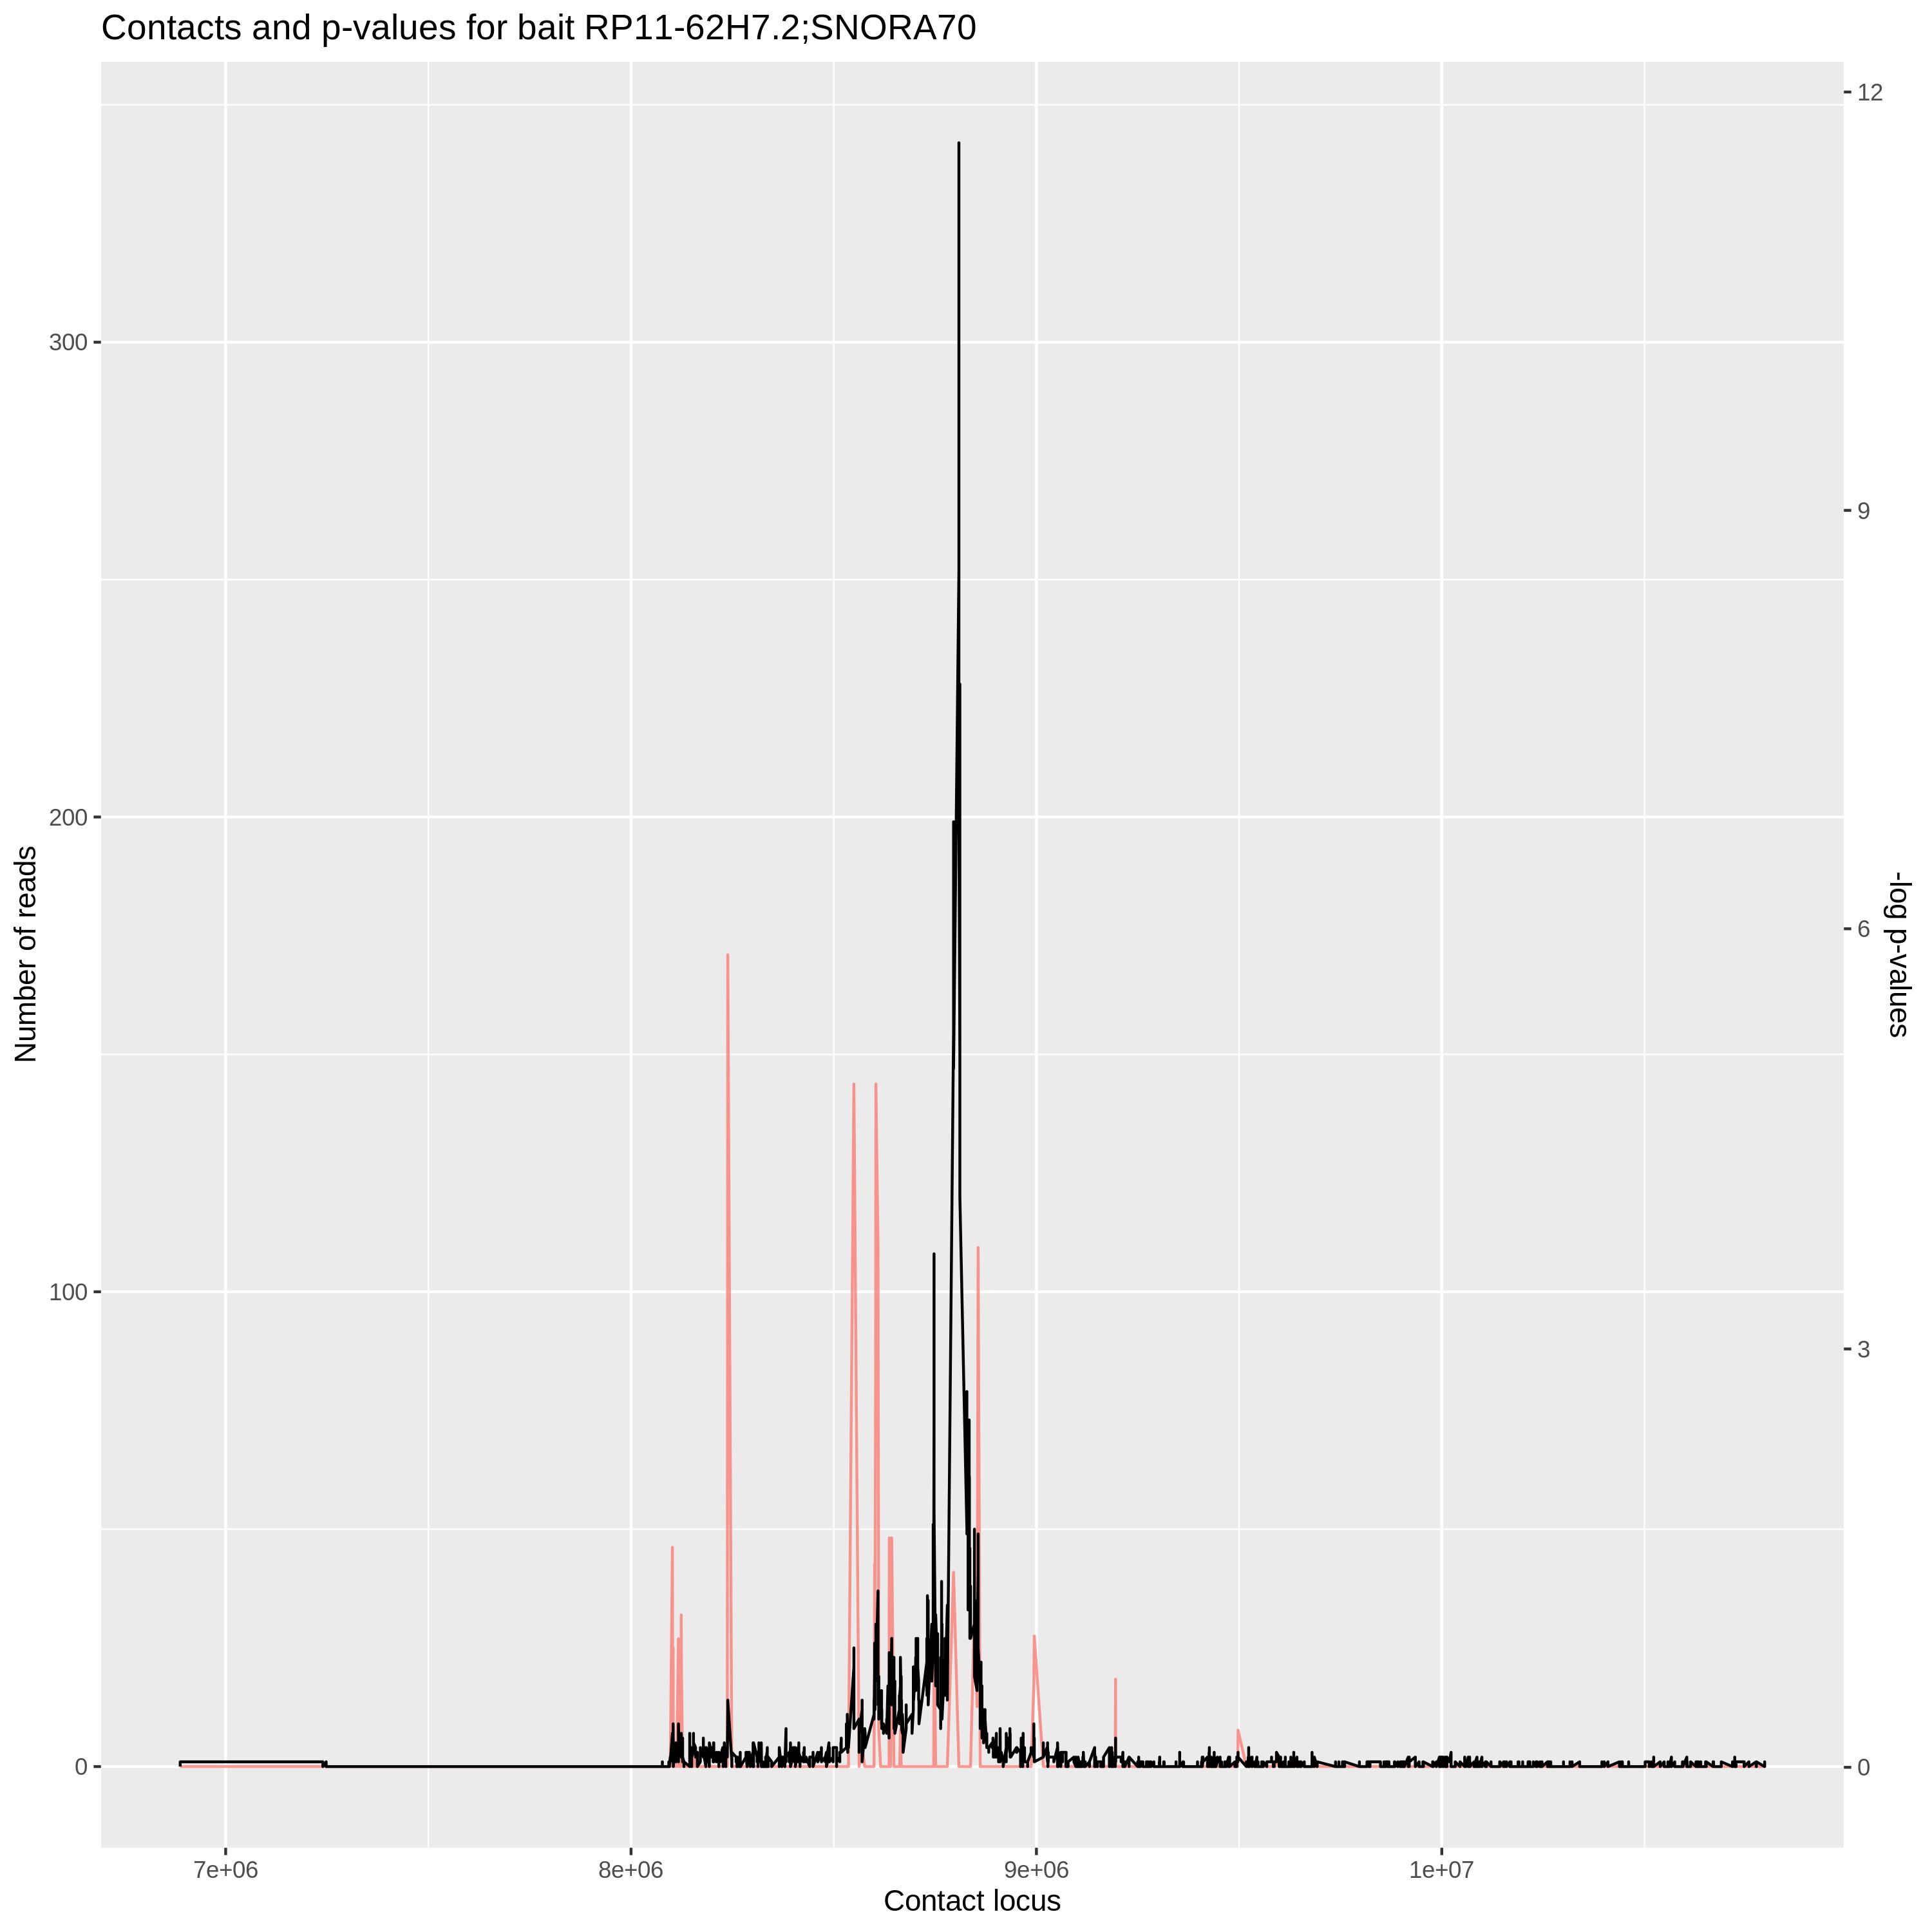 Contacts and p-values for bait RP11-62H7.2;SNORA70
12
300
9
200
Number of reads
-log p-values
6
100
3
0
0
7e+06
8e+06
9e+06
1e+07
Contact locus